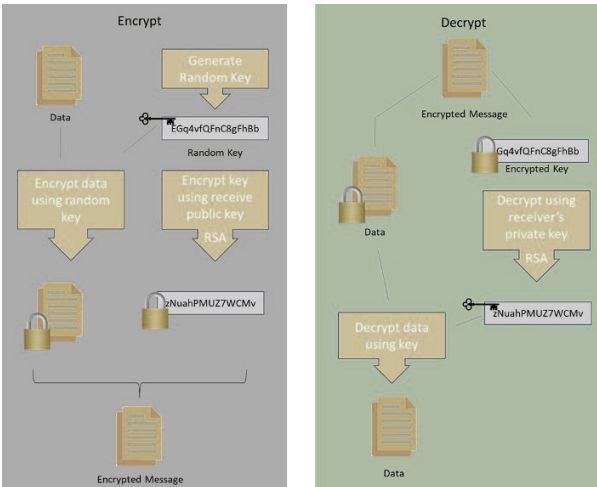 Encrypt
Generate
Random Key
Data
EGq4vfQFnC8gFhBb
Random Key
Encrypt data
using random
key
Encrypt key
using receive
public key
RSA
zNuahPMUZ7WCMv
Encrypted Message
Decrypt
Encrypted Message
Gq4vfQFnC8gFhBb
Encrypted Key
Data
Decrypt using
receiver's
private key
RSA
zNuahPMUZ7WCMv
Decrypt data
using key
Data